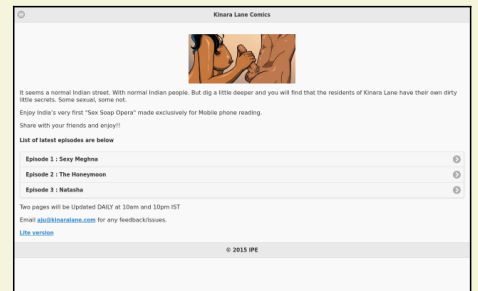 Kinara Lane Comics
It seems a normal Indian street. With normal Indian people. But dig a little deeper and you will find that the residents of Kinara Lane have their own dirty
little secrets. Some sexual, some not.
Enjoy India's very first "Sex Soap Opera" made exclusively for Mobile phone reading.
Share with your friends and enjoy!!
List of latest episodes are below
Episode 1 : Sexy Meghna
Episode 2 : The Honeymoon
Episode 3 : Natasha
Two pages will be Updated DAILY at 10am and 10pm IST
Email aju@kinaralane.com for any feedback/issues.
Lite version
© 2015 IPE